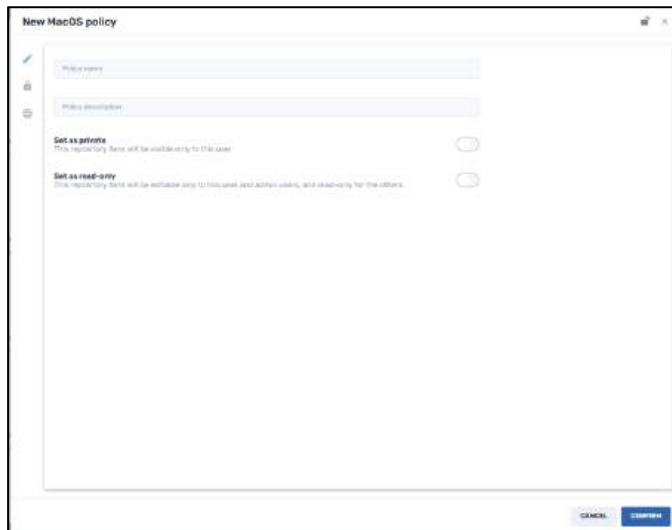 New MacOS policy
Policy name
Policy description
Set as private
This repository item will be visible only to this user
Set as read-only
This repository item will be editable only to this user and admin users, and read-only for the others
CANCEL
CONFIRM